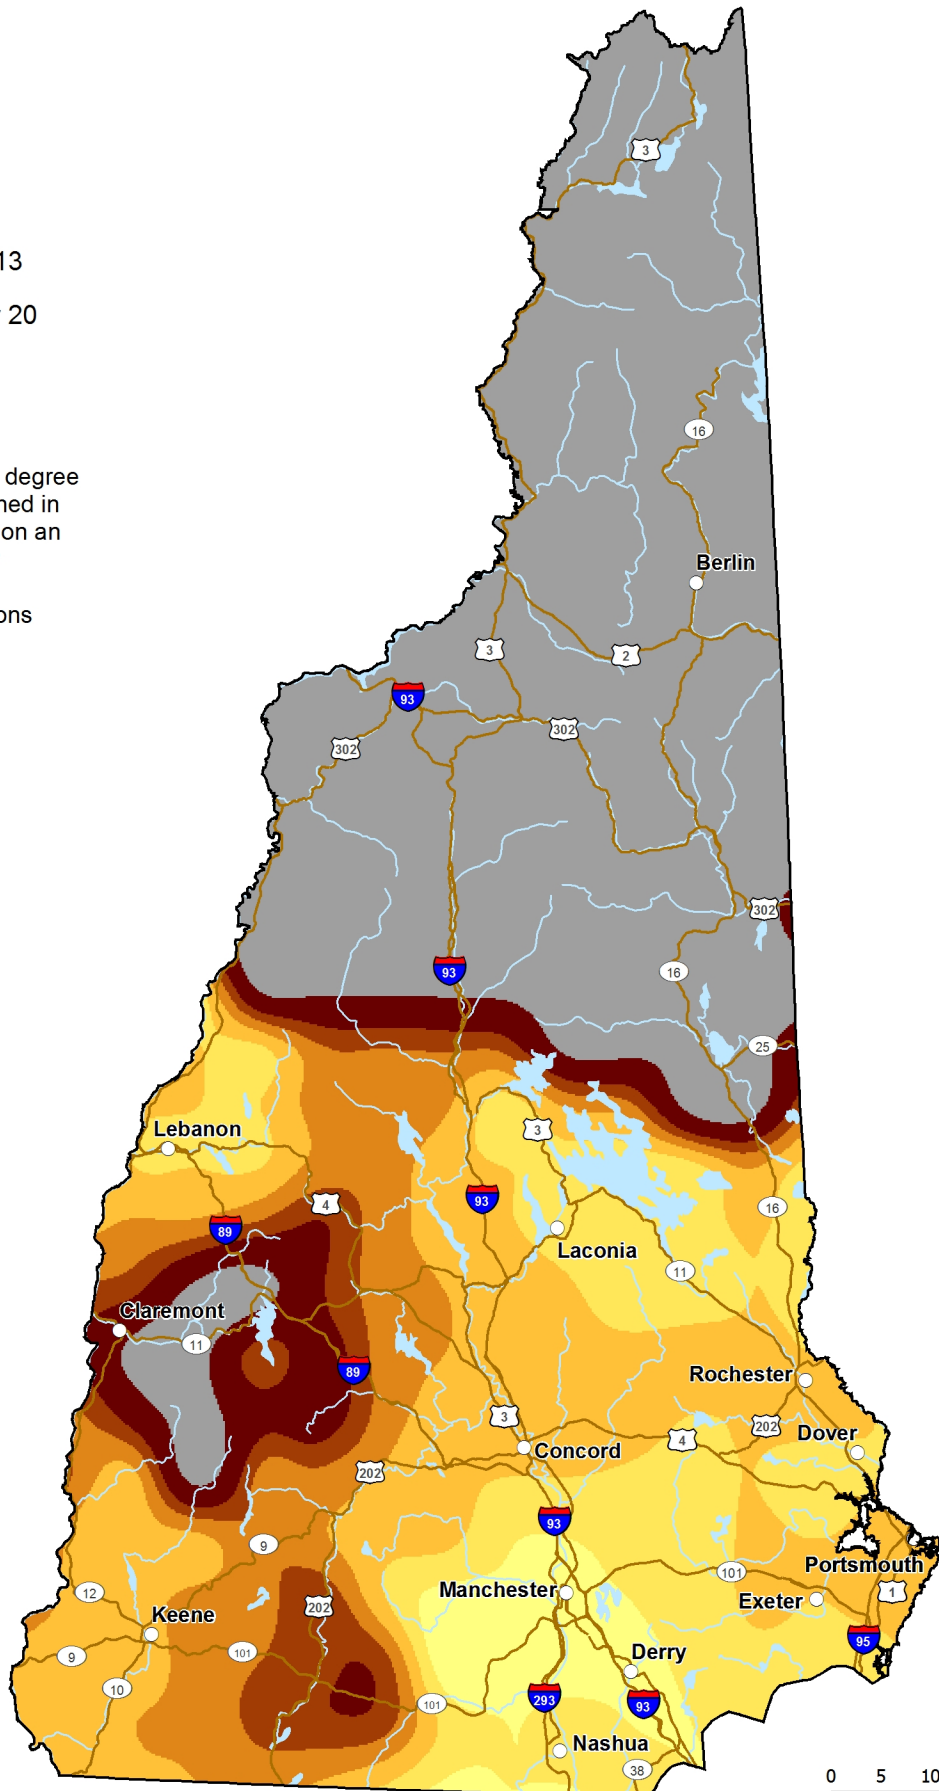 3
13
20
16
degree
ned in
on an
Berlin
ons
3
2
93
302
302
302
93
16
25
Lebanon
3
4
93
16
89
Laconia
11
Claremont
11
89
Rochester
3
202
Dover
4
Concord
202
93
9
Portsmouth
101
12
Manchester
1
Exeter
202
Keene
95
101
Derry
9
10
293
93
101
Nashua
38
0 5 10